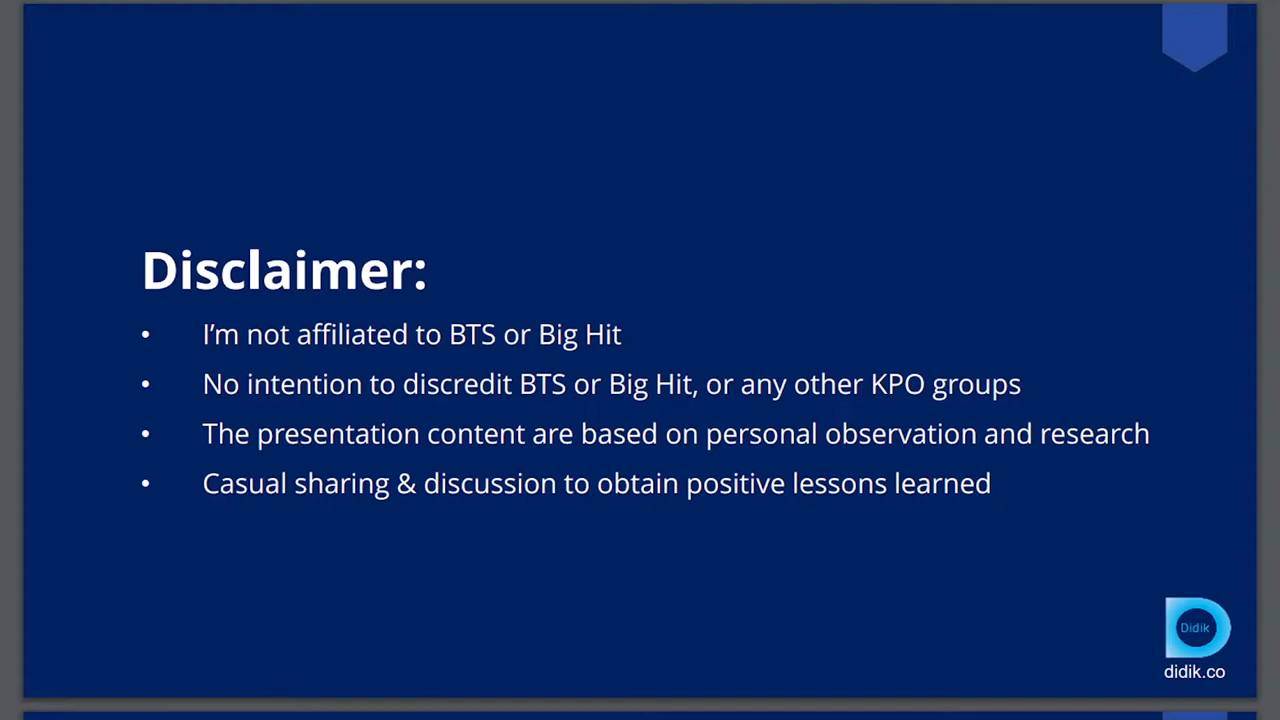 Disclaimer:
• I’m not affiliated to BTS or Big Hit
• No intention to discredit BTS or Big Hit, or any other KPO groups
• The presentation content are based on personal observation and research
• Casual sharing & discussion to obtain positive lessons learned
Didik
didik.co